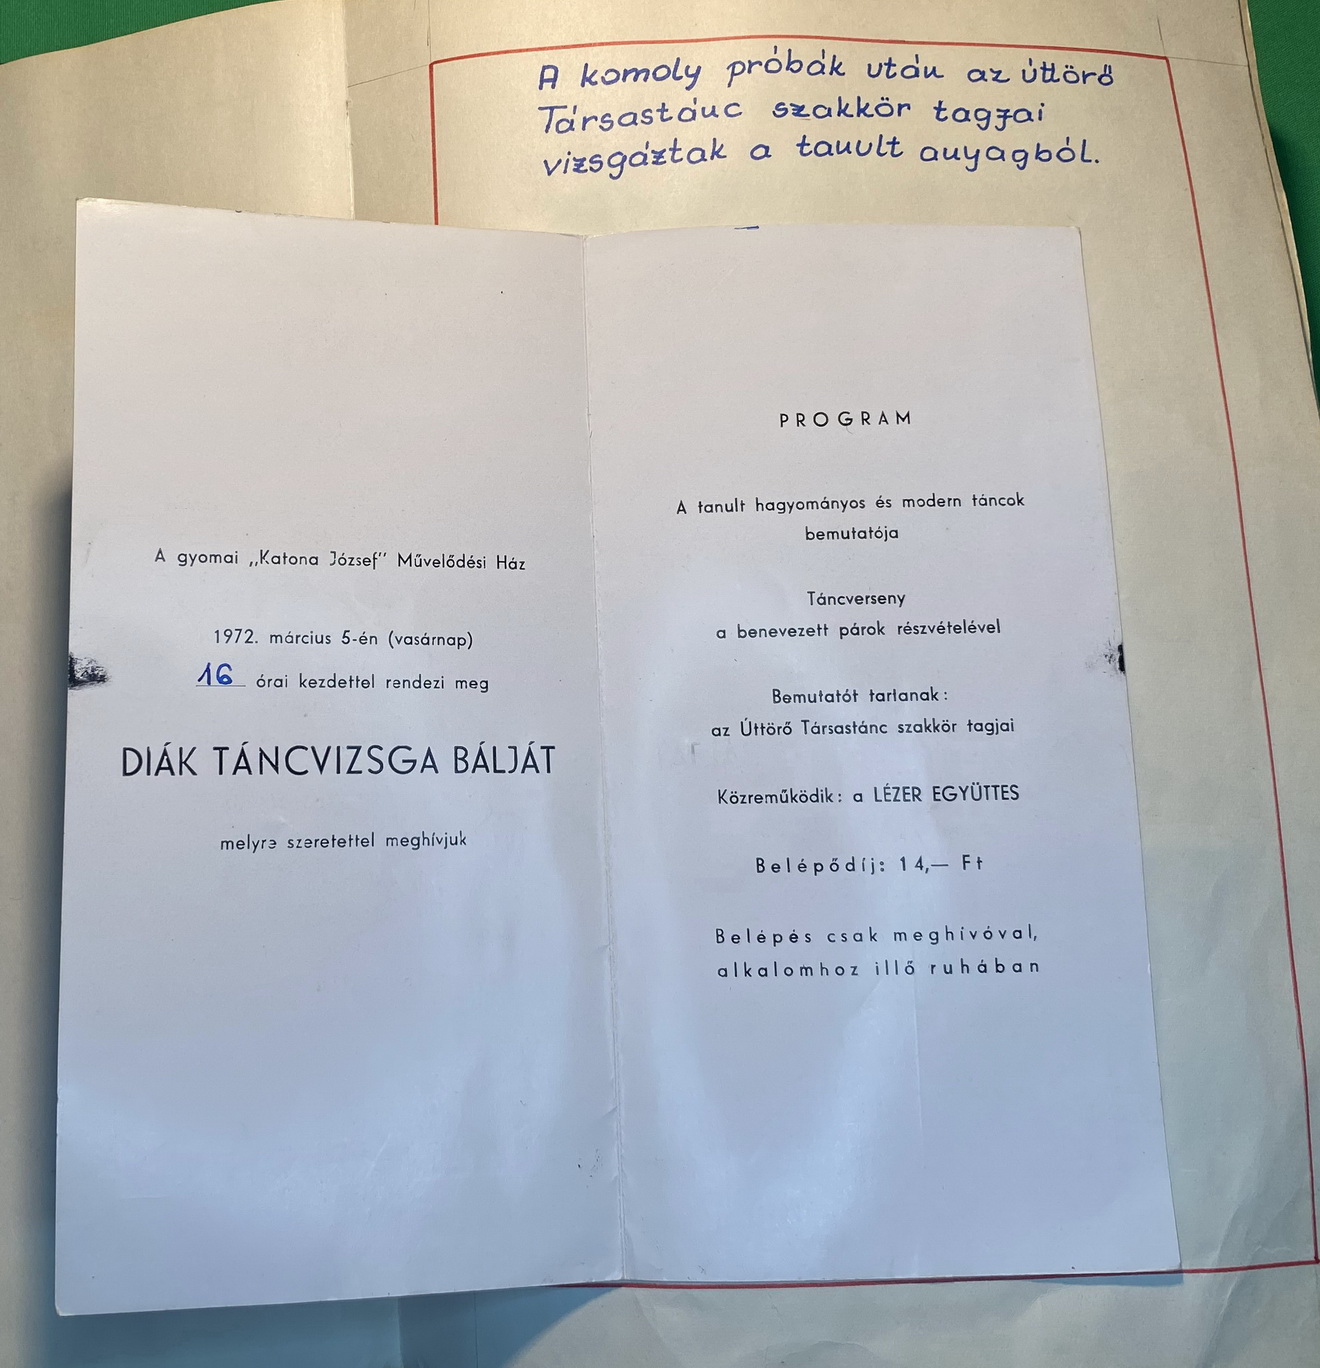 A komoly próbák után az úttörő
Társastánc szakkör tagjai
vizsgáztak a tanult anyagból.
A gyomai „Katona József” Művelődési Ház
1972. március 5-én (vasárnap)
16 órai kezdettel rendezi meg
DIÁK TÁNCVIZSGA BÁLJÁT
melyre szeretettel meghívjuk
PROGRAM
A tanult hagyományos és modern táncok
bemutatója
Táncverseny
a benevezett párok részvételével
Bemutatót tartanak:
az Úttörő Társastánc szakkör tagjai
Közreműködik: a LÉZER EGYÜTTES
Belépődíj: 14,— Ft
Belépés csak meghívóval,
alkalomhoz illő ruhában